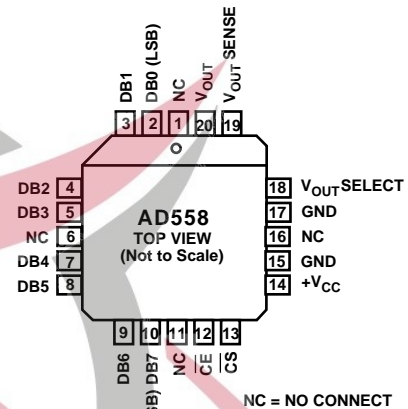 DB1
DB0 (LSB)
NC
VOUT
VOUT SENSE
3 2 1 20 19
DB2 4
DB3 5
NC 6
DB4 7
DB5 8
AD558
TOP VIEW
(Not to Scale)
18 VOUTSELECT
17 GND
16 NC
15 GND
14 +VCC
9 10 11 12 13
DB6
DB7
NC
CE
CS
NC = NO CONNECT